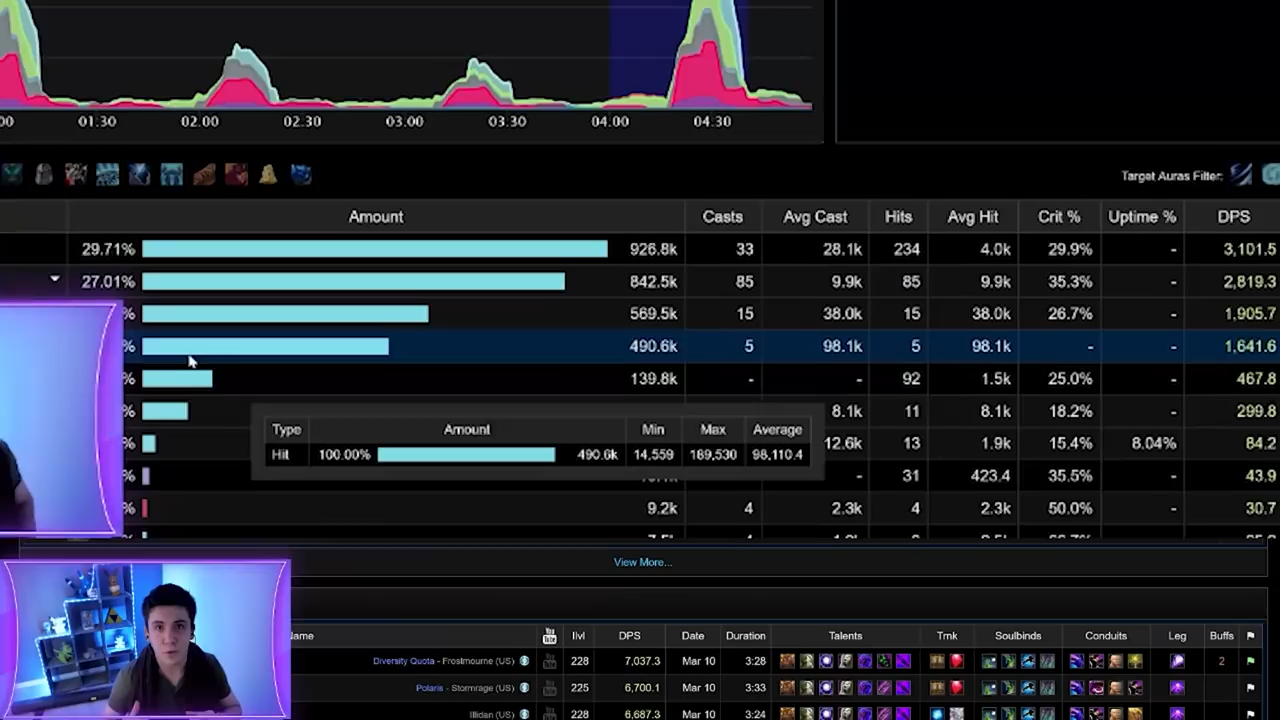 00 01:30 02:00 02:30 03:00 03:30 04:00 04:30
Target Auras Filter:
Amount Casts Avg Cast Hits Avg Hit Crit % Uptime % DPS
29.71% 926.8k 33 28.1k 234 4.0k 29.9% - 3,101.5
27.01% 842.5k 85 9.9k 85 9.9k 35.3% - 2,819.3
% 569.5k 15 38.0k 15 38.0k 26.7% - 1,905.7
% 490.6k 5 98.1k 5 98.1k - - 1,641.6
% 139.8k - - 92 1.5k 25.0% - 467.8
% 8.1k 11 8.1k 18.2% - 299.8
Type Amount Min Max Average
% 12.6k 13 1.9k 15.4% 8.04% 84.2
Hit 100.00% 490.6k 14,559 189,530 98,110.4
% - 31 423.4 35.5% - 43.9
% 9.2k 4 2.3k 4 2.3k 50.0% - 30.7
View More...
Name You Tube Ilvl DPS Date Duration Talents Trnk Soulbinds Conduits Leg Buffs
Diversity Quota - Frostmourne (US) 228 7,037.3 Mar 10 3:28 2
Polaris - Stormrage (US) 225 6,700.1 Mar 10 3:33
Illidan (US) 228 6,687.3 Mar 10 3:24